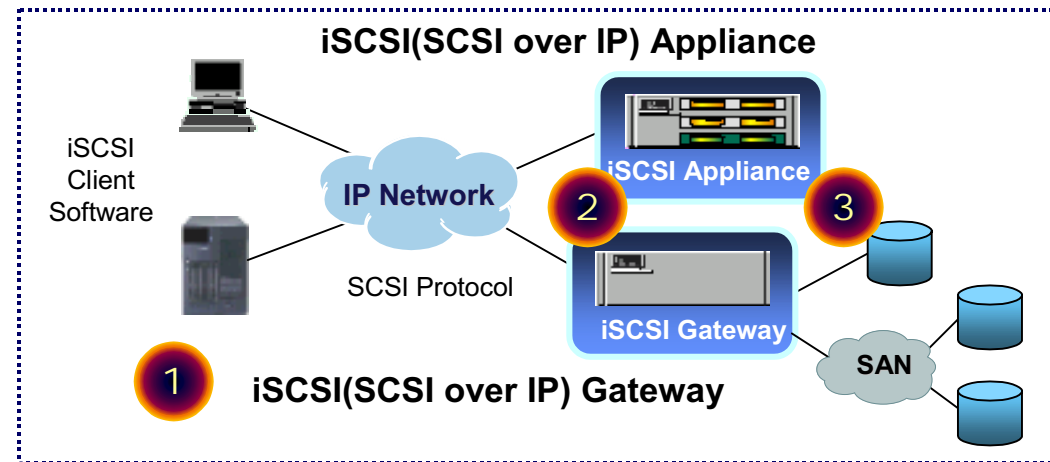 iSCSI(SCSI over IP) Appliance
iSCSI
Client
Software
IP Network
SCSI Protocol
iSCSI Appliance
2
3
iSCSI Gateway
SAN
1
iSCSI(SCSI over IP) Gateway